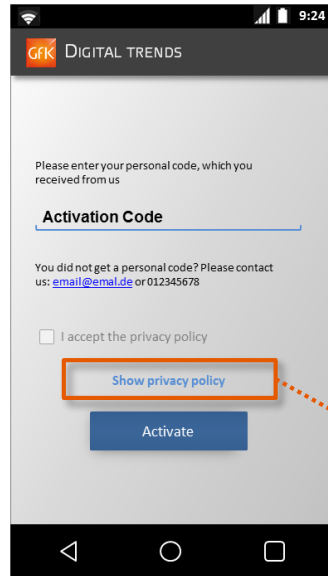 9:24
GfK DIGITAL TRENDS
Please enter your personal code, which you
received from us
Activation Code
You did not get a personal code? Please contact
us: email@emal.de or 012345678
I accept the privacy policy
Show privacy policy
Activate